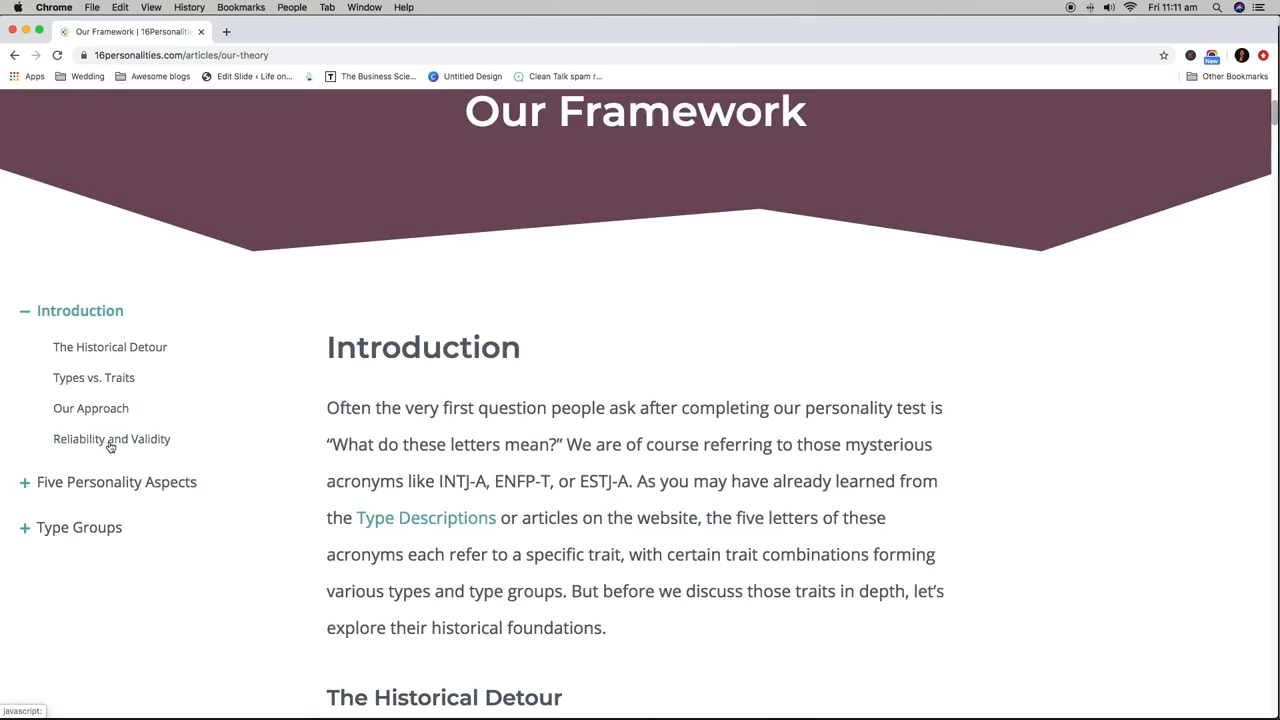 Chrome File Edit View History Bookmarks People Tab Window Help Fri 11:11 am
Our Framework | 16Personaliti
16personalities.com/articles/our-theory
New
Apps Wedding Awesome blogs Edit Slide ‹ Life on... T The Business Scie... Untitled Design Clean Talk spam r... Other Bookmarks
Our Framework
Introduction
The Historical Detour
Types vs. Traits
Our Approach
Reliability and Validity
Five Personality Aspects
Type Groups
Introduction
Often the very first question people ask after completing our personality test is
“What do these letters mean?” We are of course referring to those mysterious
acronyms like INTJ-A, ENFP-T, or ESTJ-A. As you may have already learned from
the Type Descriptions or articles on the website, the five letters of these
acronyms each refer to a specific trait, with certain trait combinations forming
various types and type groups. But before we discuss those traits in depth, let’s
explore their historical foundations.
The Historical Detour
javascript: